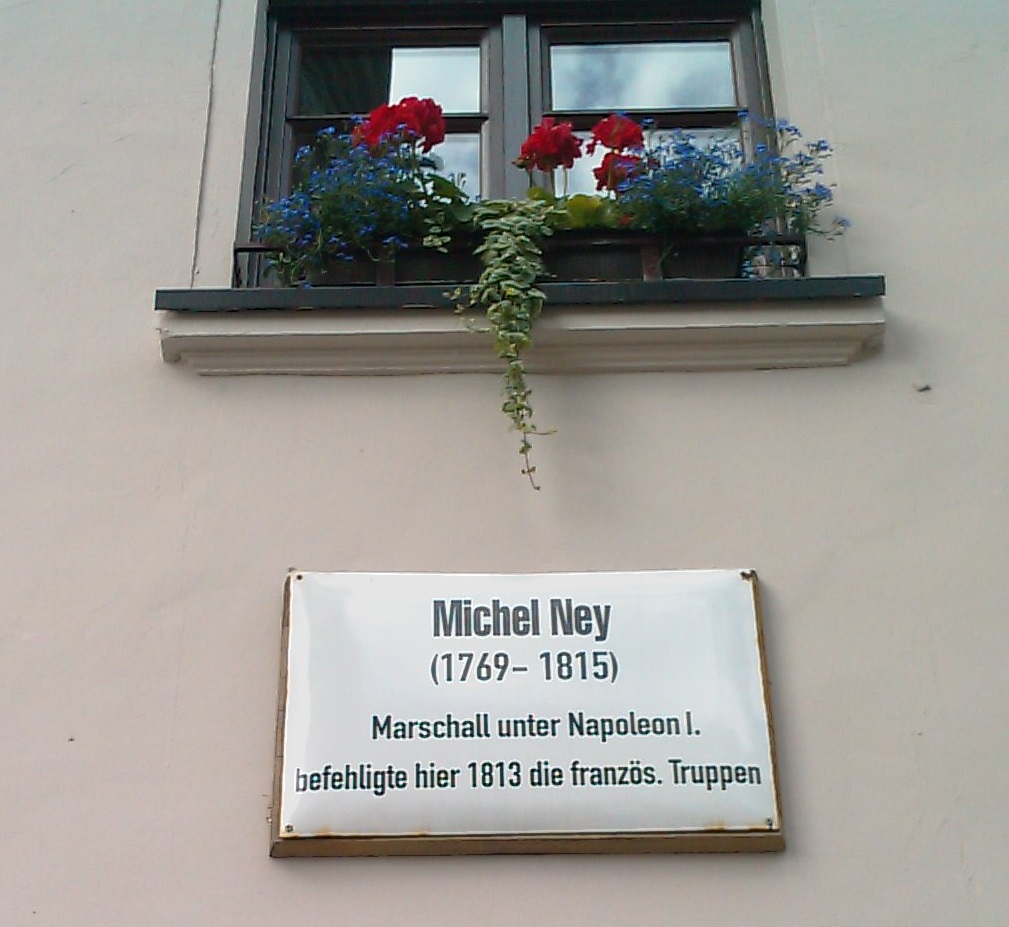 Michel Ney
(1769– 1815)
Marschall unter Napoleon I.
befehligte hier 1813 die französ. Truppen